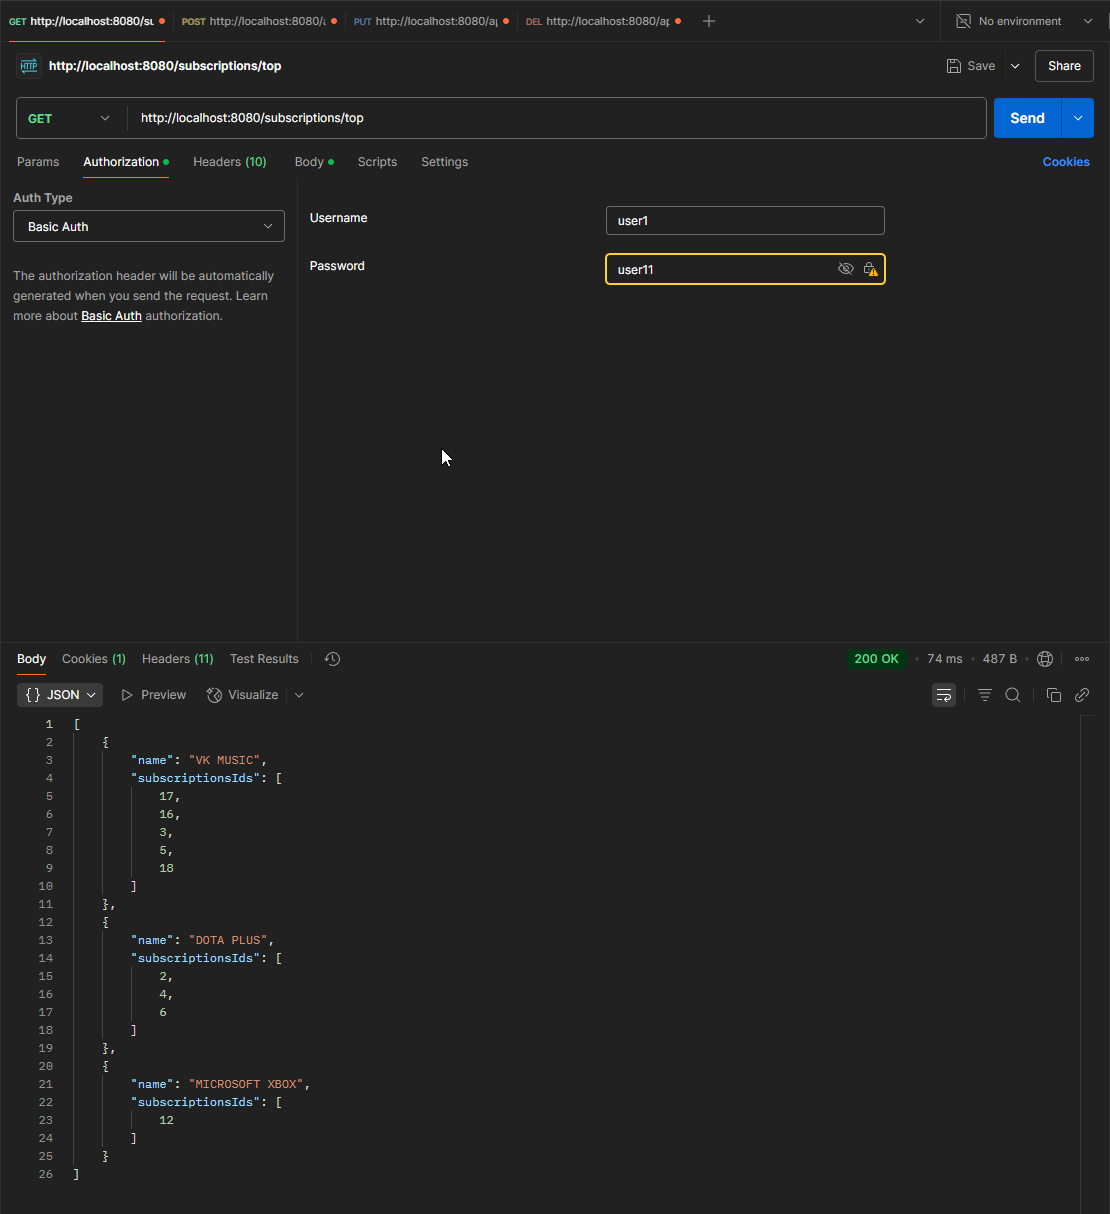 GET http://localhost:8080/su POST http://localhost:8080/a PUT http://localhost:8080/a DEL http://localhost:8080/ap No environment
HTTP http://localhost:8080/subscriptions/top Save Share
GET http://localhost:8080/subscriptions/top Send
Params Authorization Headers (10) Body Scripts Settings Cookies
Auth Type
Basic Auth
The authorization header will be automatically
generated when you send the request. Learn
more about Basic Auth authorization.
Username user1
Password user11
Body Cookies (1) Headers (11) Test Results 200 OK 74 ms 487 B
{} JSON Preview Visualize
1 [
2 {
3 "name": "VK MUSIC",
4 "subscriptionsIds": [
5 17,
6 16,
7 3,
8 5,
9 18
10 ]
11 },
12 {
13 "name": "DOTA PLUS",
14 "subscriptionsIds": [
15 2,
16 4,
17 6
18 ]
19 },
20 {
21 "name": "MICROSOFT XBOX",
22 "subscriptionsIds": [
23 12
24 ]
25 }
26 ]